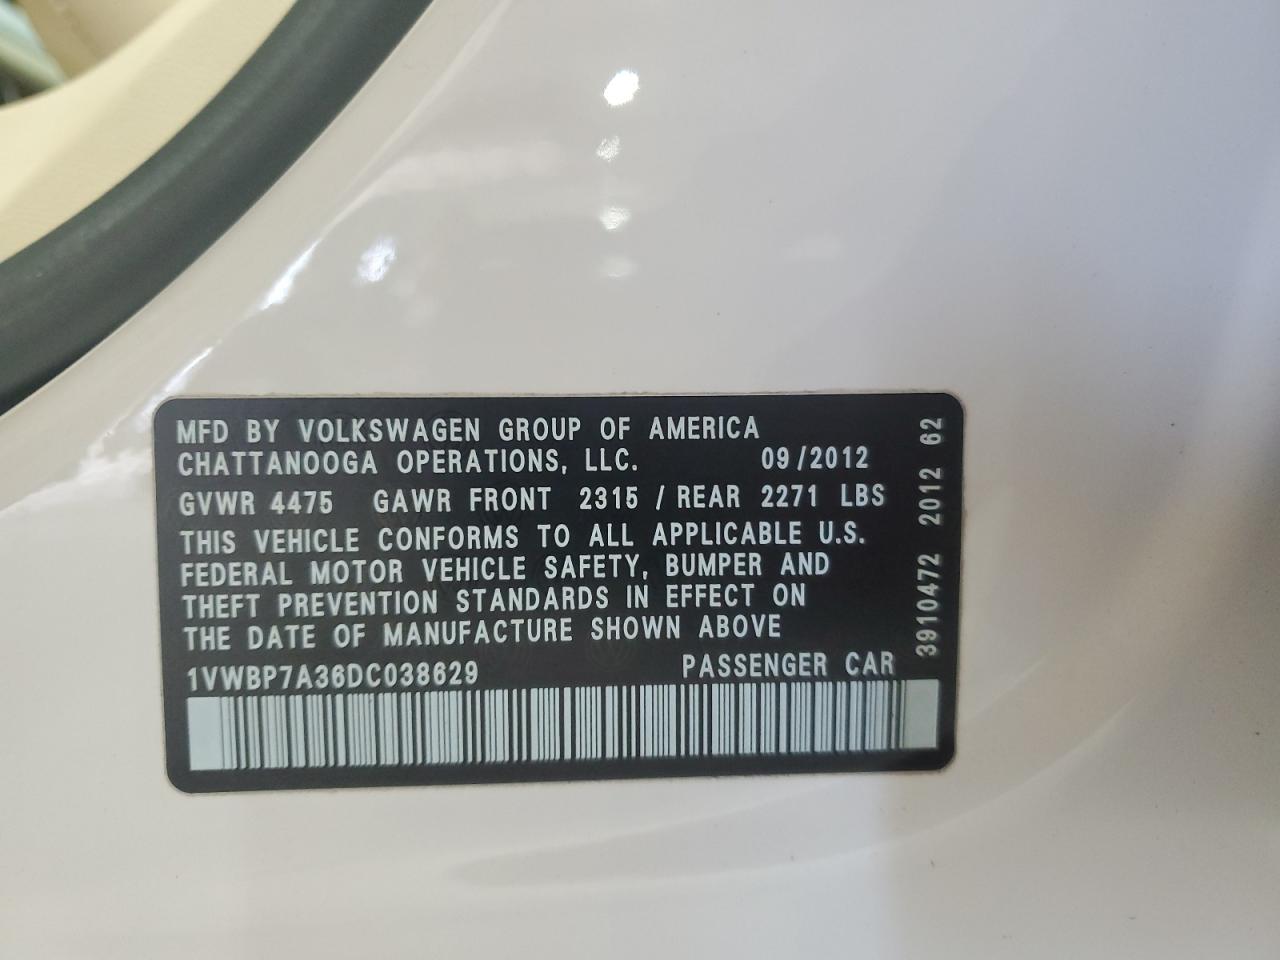 MFD BY VOLKSWAGEN GROUP OF AMERICA
CHATTANOOGA OPERATIONS, LLC. 09/2012
GVWR 4475 GAWR FRONT 2315 / REAR 2271 LBS
THIS VEHICLE CONFORMS TO ALL APPLICABLE U.S.
FEDERAL MOTOR VEHICLE SAFETY, BUMPER AND
THEFT PREVENTION STANDARDS IN EFFECT ON
THE DATE OF MANUFACTURE SHOWN ABOVE
1VWBP7A36DC038629 PASSENGER CAR
3910472 2012 62